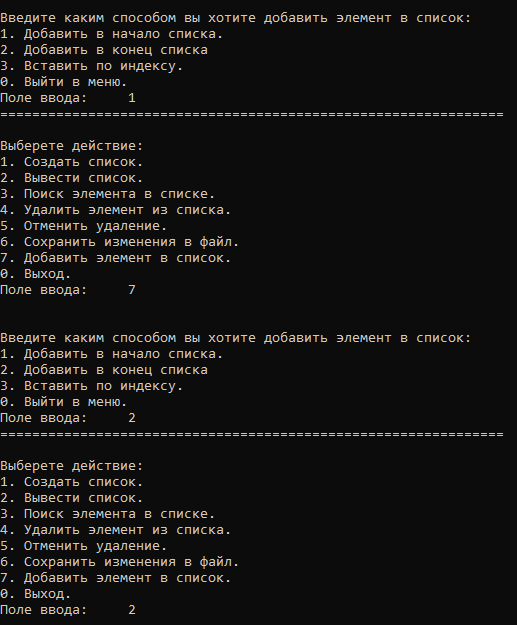 Введите каким способом вы хотите добавить элемент в список:
1. Добавить в начало списка.
2. Добавить в конец списка
3. Вставить по индексу.
0. Выйти в меню.
Поле ввода:     1
===============================================================
Выберете действие:
1. Создать список.
2. Вывести список.
3. Поиск элемента в списке.
4. Удалить элемент из списка.
5. Отменить удаление.
6. Сохранить изменения в файл.
7. Добавить элемент в список.
0. Выход.
Поле ввода:     7
Введите каким способом вы хотите добавить элемент в список:
1. Добавить в начало списка.
2. Добавить в конец списка
3. Вставить по индексу.
0. Выйти в меню.
Поле ввода:     2
===============================================================
Выберете действие:
1. Создать список.
2. Вывести список.
3. Поиск элемента в списке.
4. Удалить элемент из списка.
5. Отменить удаление.
6. Сохранить изменения в файл.
7. Добавить элемент в список.
0. Выход.
Поле ввода:     2